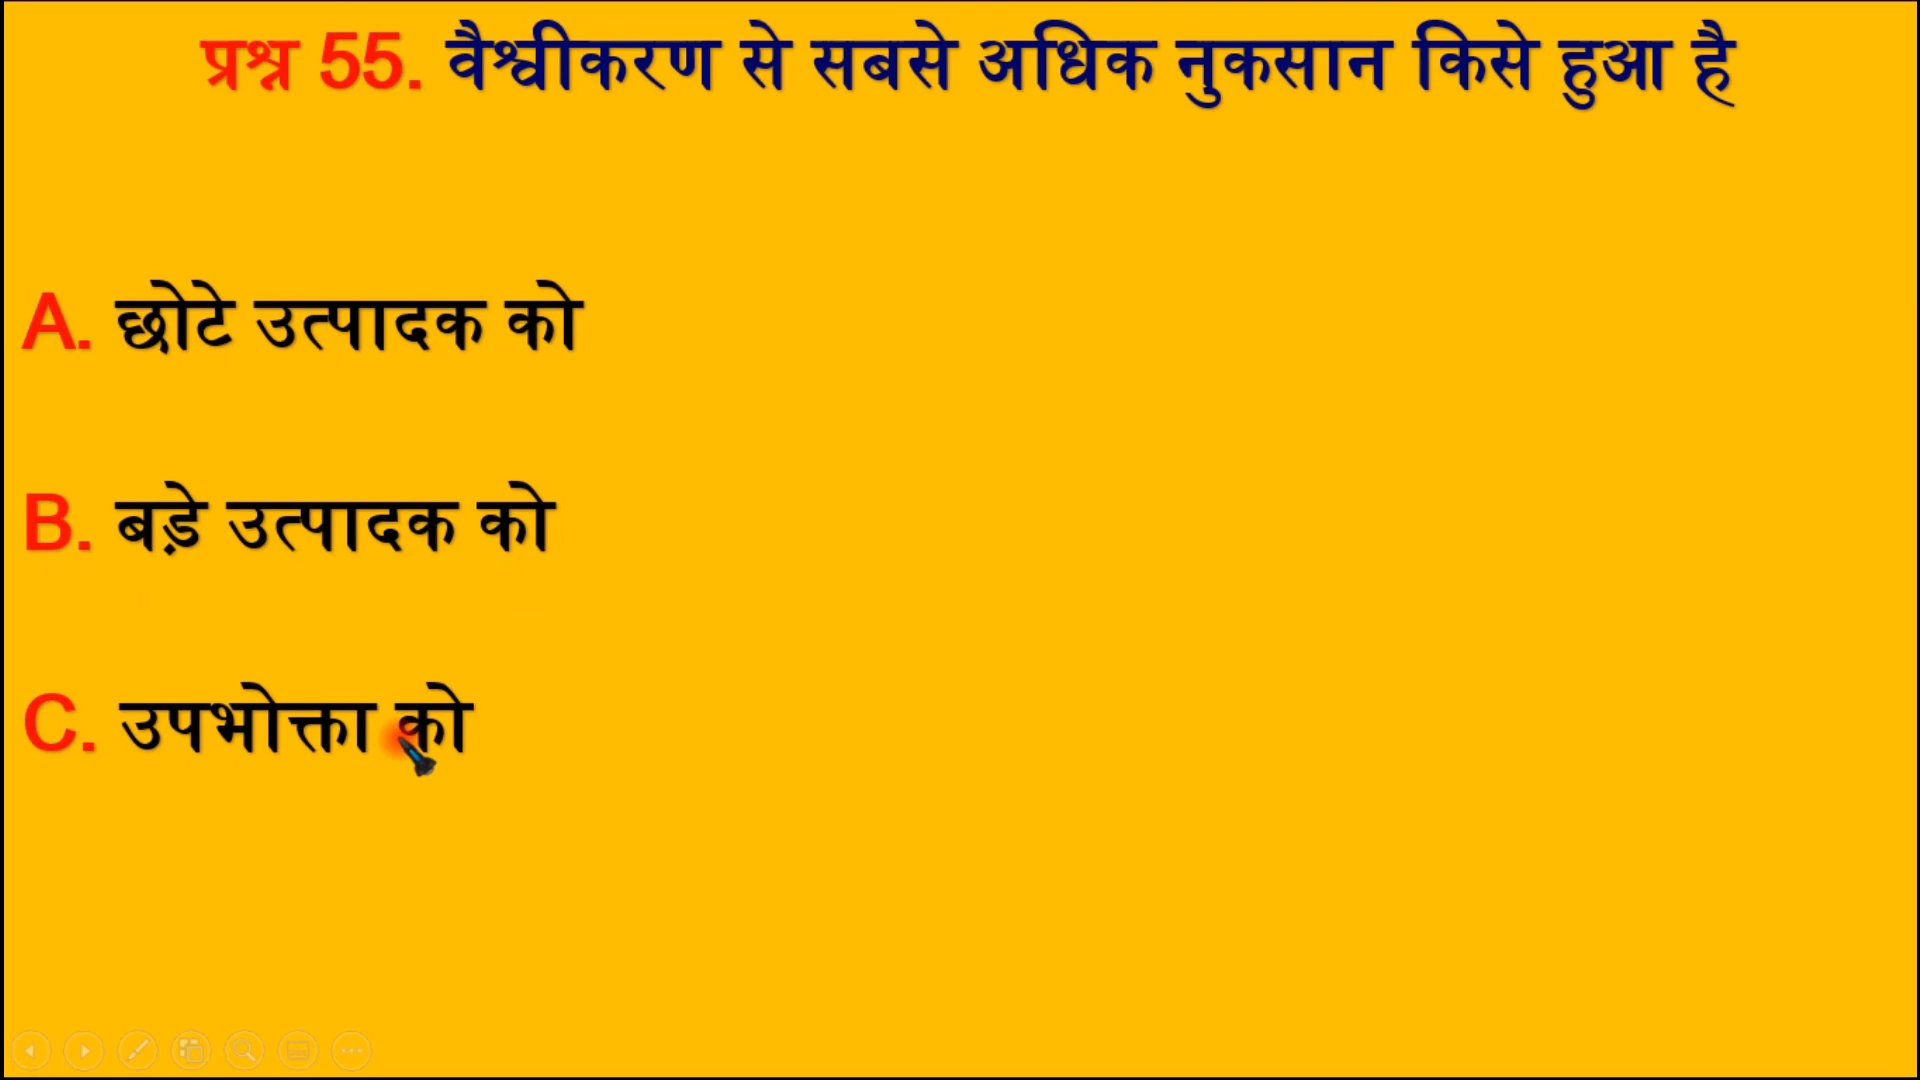 प्रश्न 55. वैश्वीकरण से सबसे अधिक नुकसान किसे हुआ है
A. छोटे उत्पादक को
B. बड़े उत्पादक को
C. उपभोक्ता को